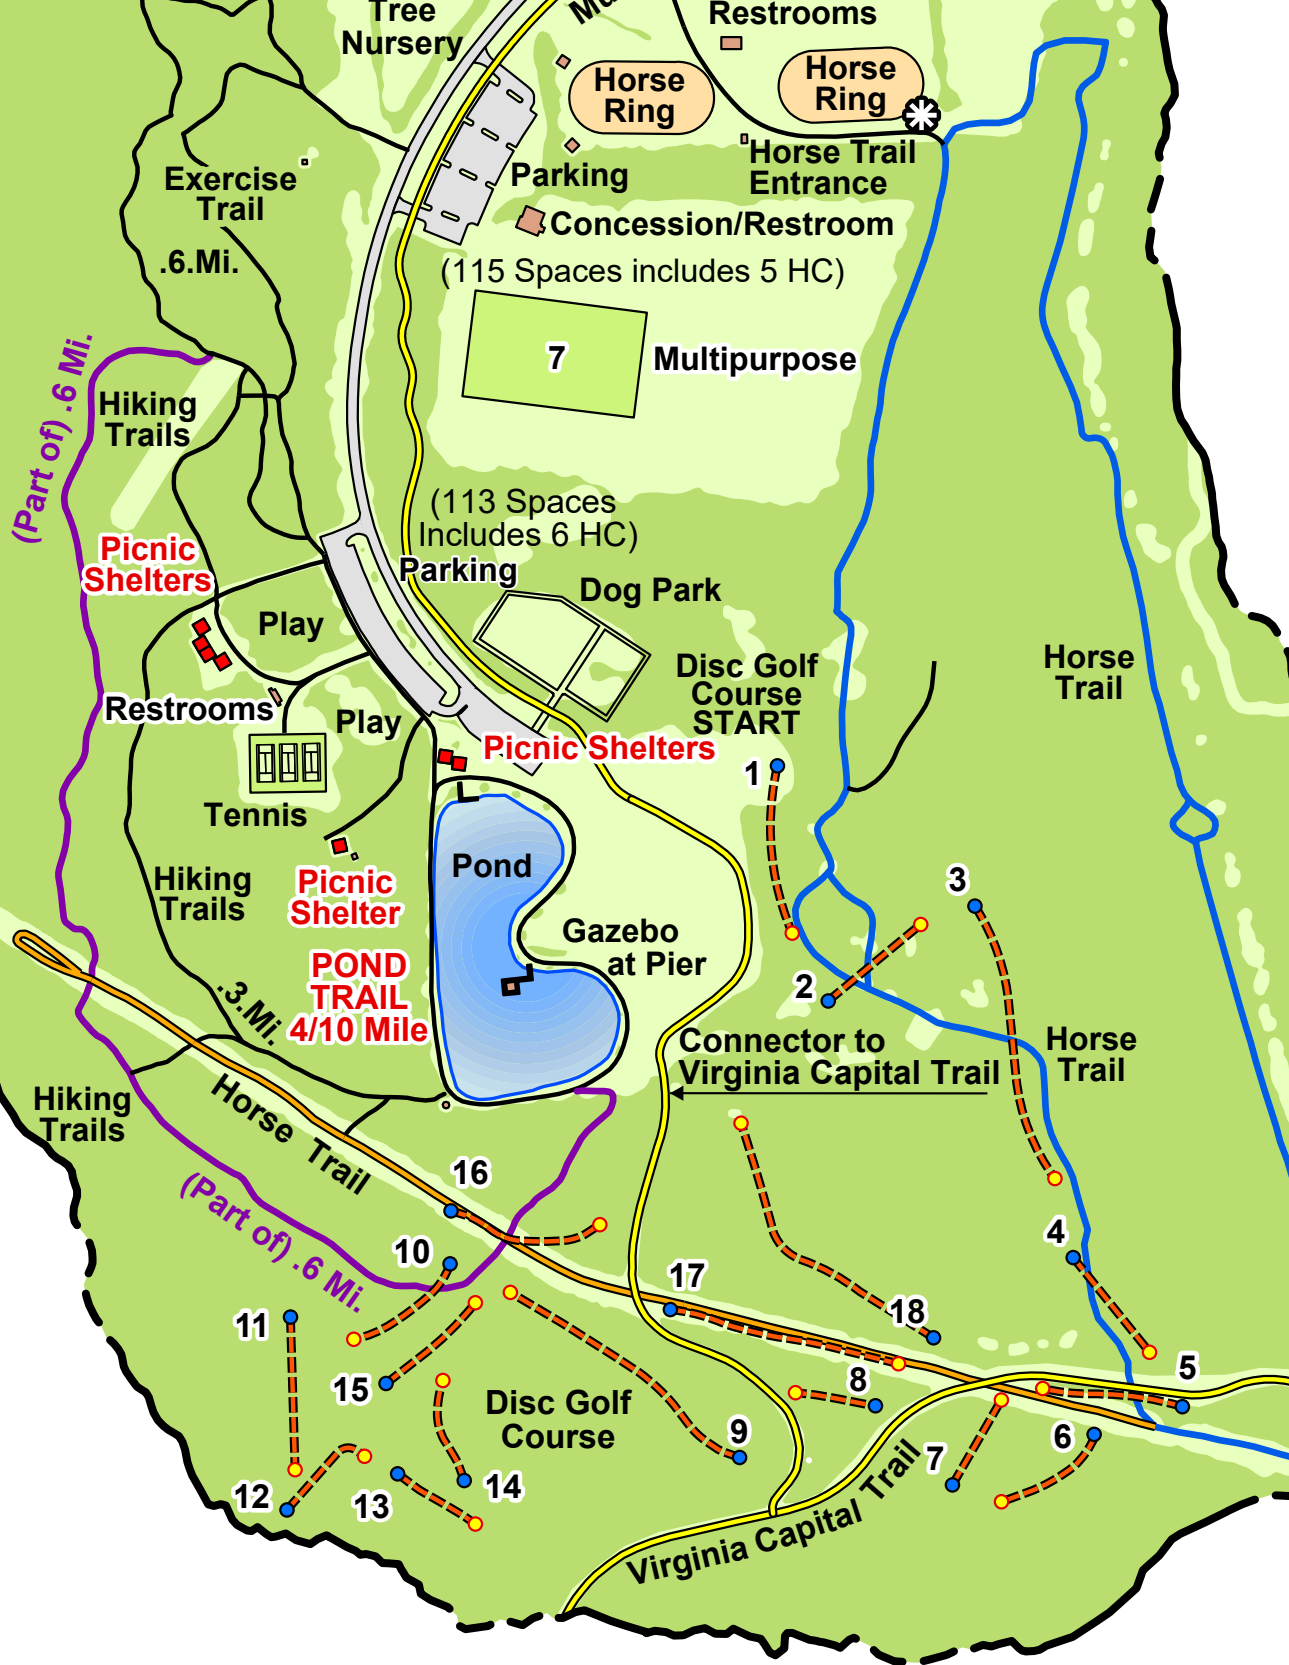 Tree
Nursery
Restrooms
Horse
Ring
Horse
Ring
Horse Trail
Entrance
Parking
Exercise
Trail
.6.Mi.
Concession/Restroom
(115 Spaces includes 5 HC)
7
Multipurpose
(Part of) .6 Mi.
Hiking
Trails
(113 Spaces
Includes 6 HC)
Parking
Picnic
Shelters
Dog Park
Play
Disc Golf
Course
START
Horse
Trail
Restrooms
Play
Picnic Shelters
1
Tennis
Pond
Hiking
Trails
Picnic
Shelter
3
Gazebo
at Pier
POND
TRAIL
4/10 Mile
.3.Mi.
2
Connector to
Virginia Capital Trail
Horse
Trail
Hiking
Trails
Horse Trail
16
(Part of) .6 Mi.
10
4
17
11
18
15
8
5
Disc Golf
Course
9
7
6
12
13
14
Virginia Capital Trail